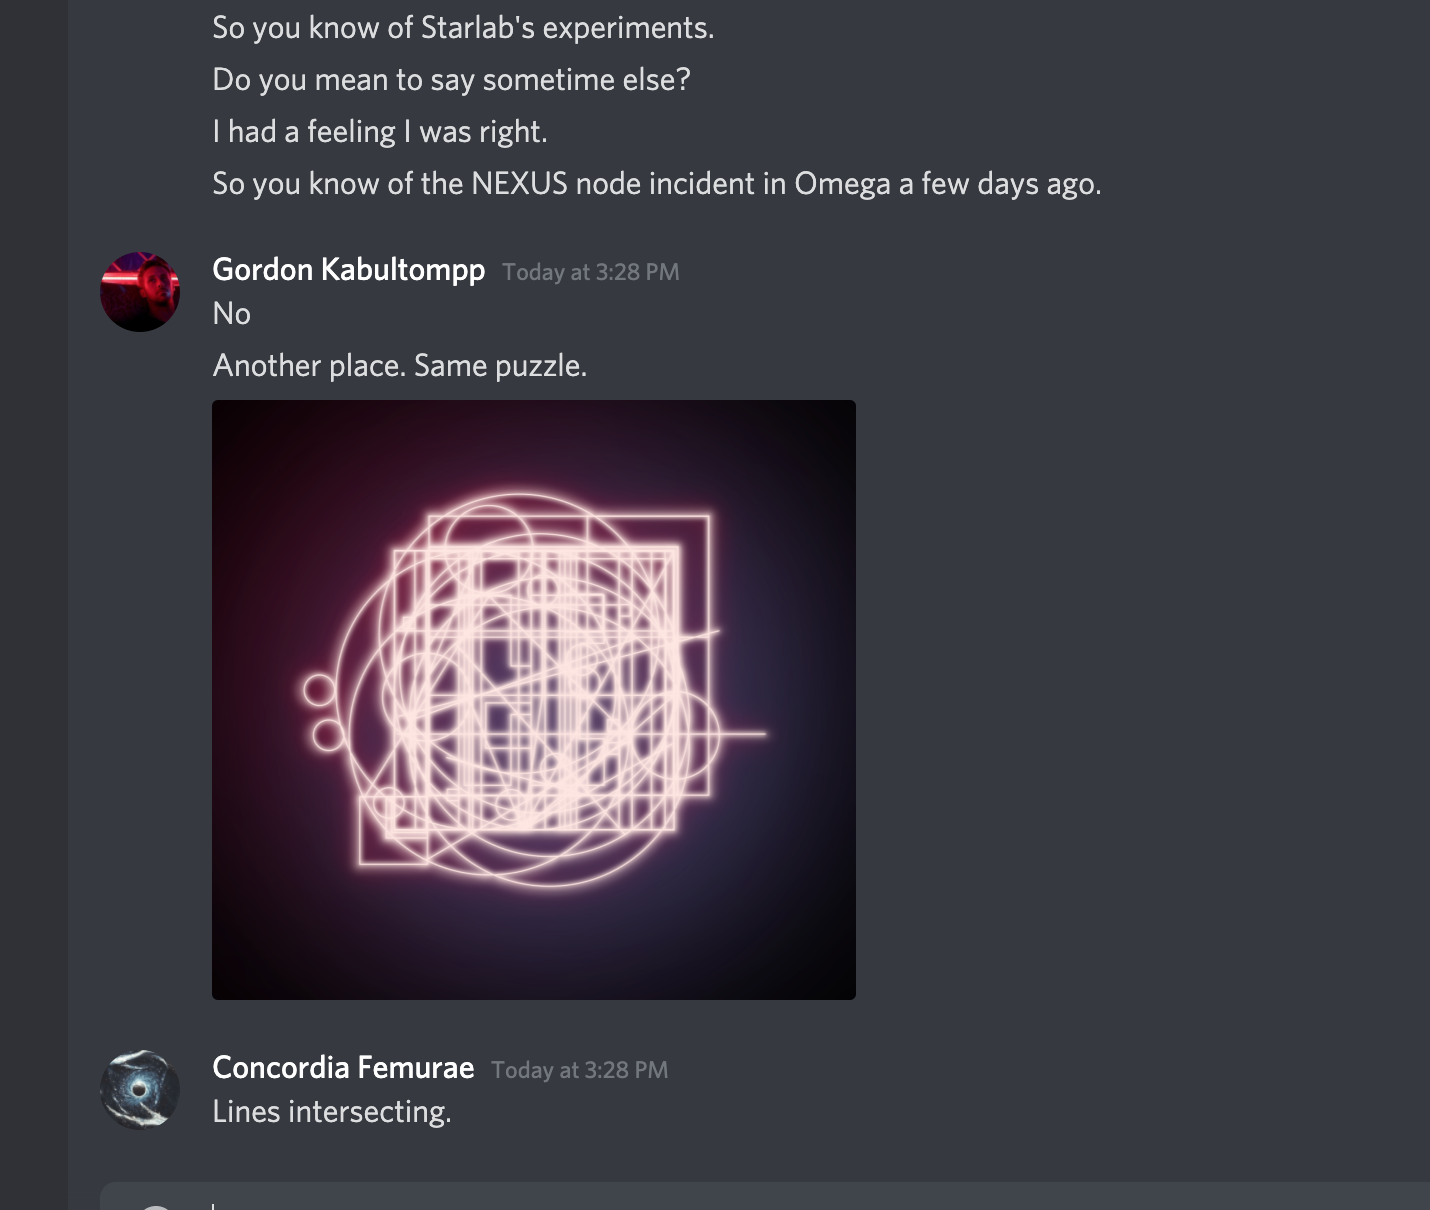 So you know of Starlab's experiments.
Do you mean to say sometime else?
I had a feeling I was right.
So you know of the NEXUS node incident in Omega a few days ago.
Gordon Kabultompp Today at 3:28 PM
No
Another place. Same puzzle.
Concordia Femurae Today at 3:28 PM
Lines intersecting.